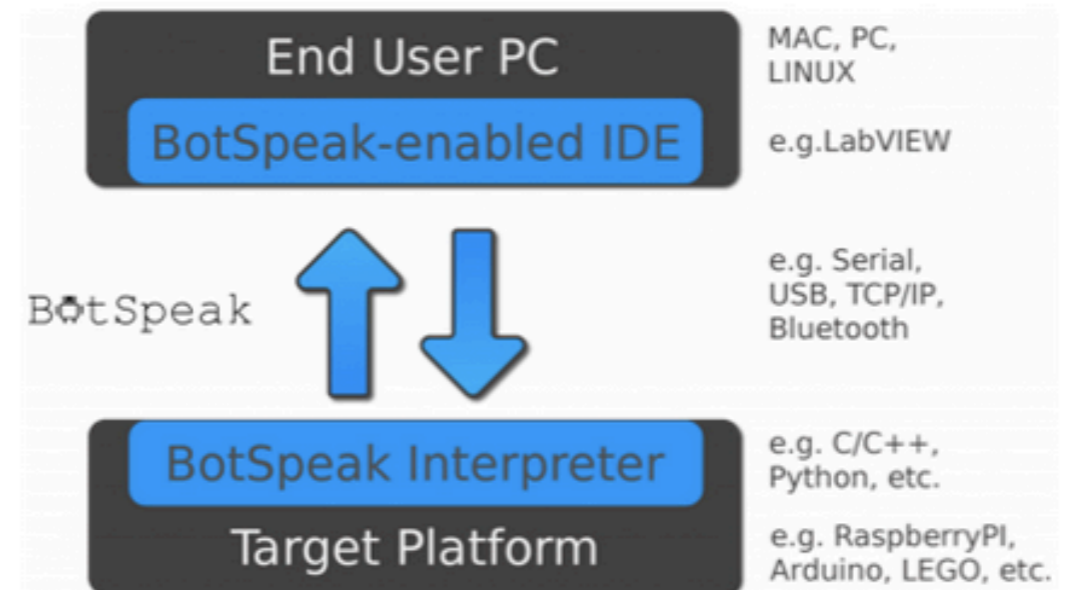 End User PC
MAC, PC,
LINUX
BotSpeak-enabled IDE
e.g.LabVIEW
BotSpeak
e.g. Serial,
USB, TCP/IP,
Bluetooth
BotSpeak Interpreter
e.g. C/C++,
Python, etc.
Target Platform
e.g. RaspberryPI,
Arduino, LEGO, etc.